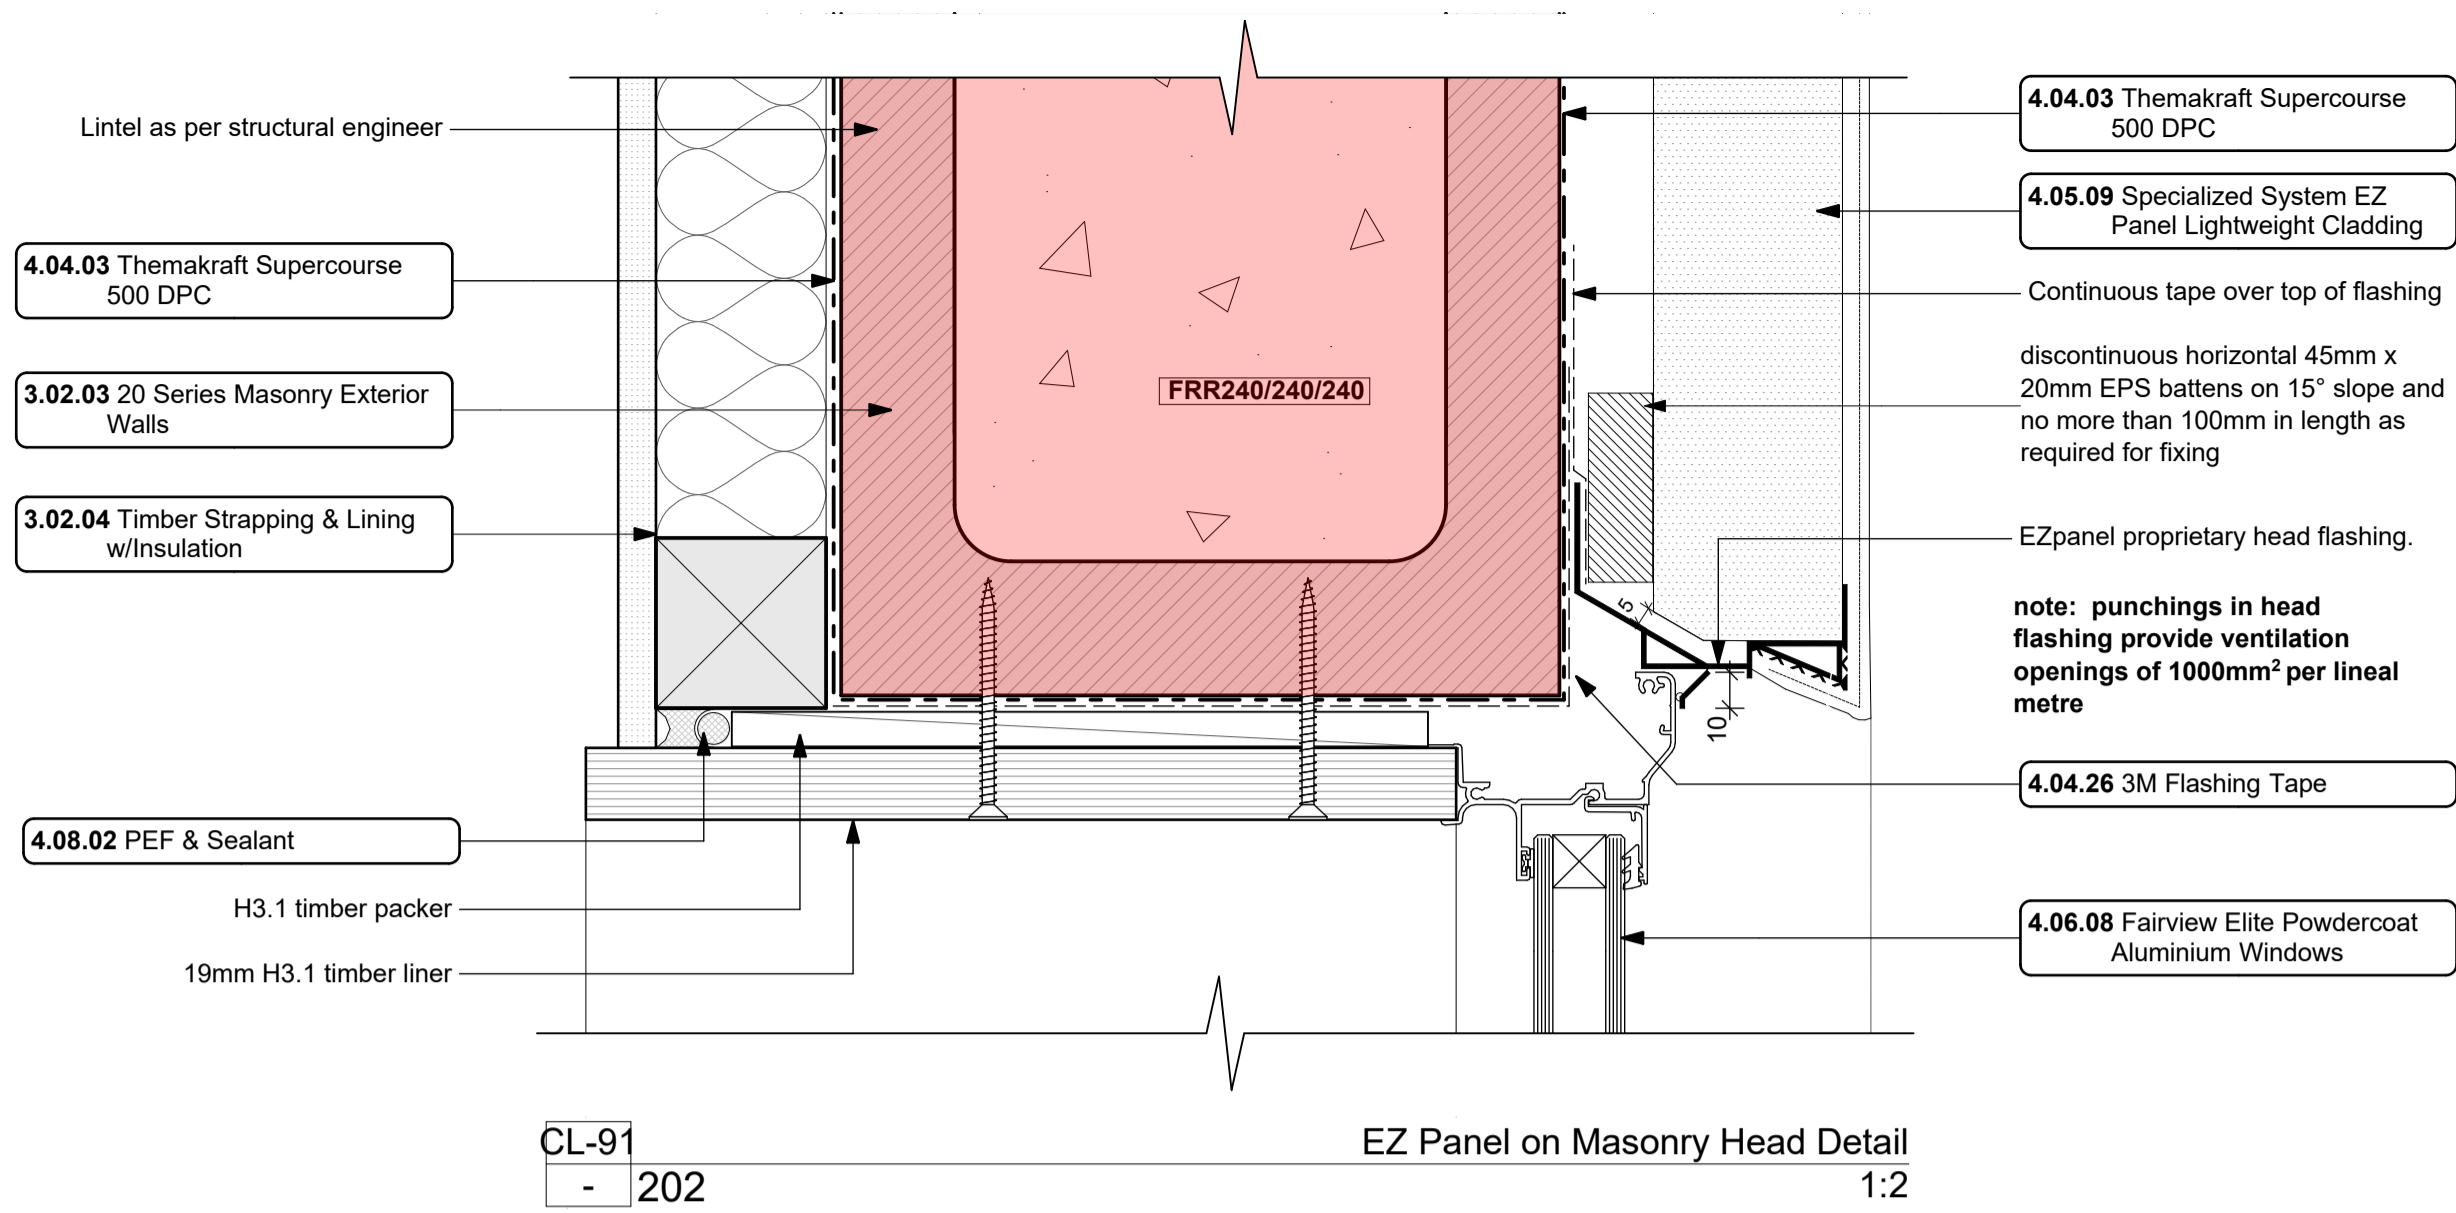 Lintel as per structural engineer
4.04.03 Themakraft Supercourse
500 DPC
3.02.03 20 Series Masonry Exterior
Walls
3.02.04 Timber Strapping & Lining
w/Insulation
4.08.02 PEF & Sealant
H3.1 timber packer
19mm H3.1 timber liner
FRR240/240/240
5
10
4.04.03 Themakraft Supercourse
500 DPC
4.05.09 Specialized System EZ
Panel Lightweight Cladding
Continuous tape over top of flashing
discontinuous horizontal 45mm x
20mm EPS battens on 15° slope and
no more than 100mm in length as
required for fixing
EZpanel proprietary head flashing.
note: punchings in head
flashing provide ventilation
openings of 1000mm² per lineal
metre
4.04.26 3M Flashing Tape
4.06.08 Fairview Elite Powdercoat
Aluminium Windows
CL-91
EZ Panel on Masonry Head Detail
- 202
1:2